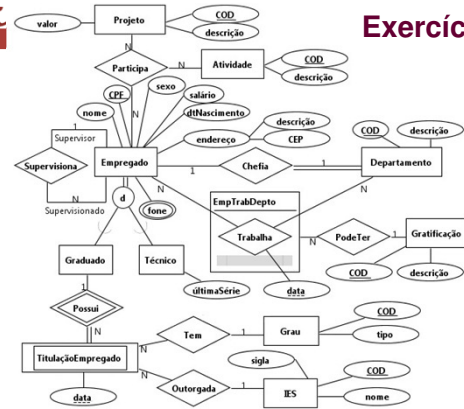 Exercíc
Projeto
COD
descrição
valor
N
Participa
N
Atividade
COD
descrição
N
sexo
CPF
salário
nome
dtNascimento
endereço
descrição
CEP
COD
descrição
1
Supervisor
Supervisiona
Empregado
1
Chefia
1
Departamento
N
Supervisionado
d
fone
N
N
EmpTrabDepto
Trabalha
N
PodeTer
1
Gratificação
COD
descrição
data
Graduado
Técnico
últimaSérie
1
Possui
N
TitulaçãoEmpregado
data
N
Tem
1
Grau
COD
tipo
sigla
N
Outorgada
1
IES
COD
nome